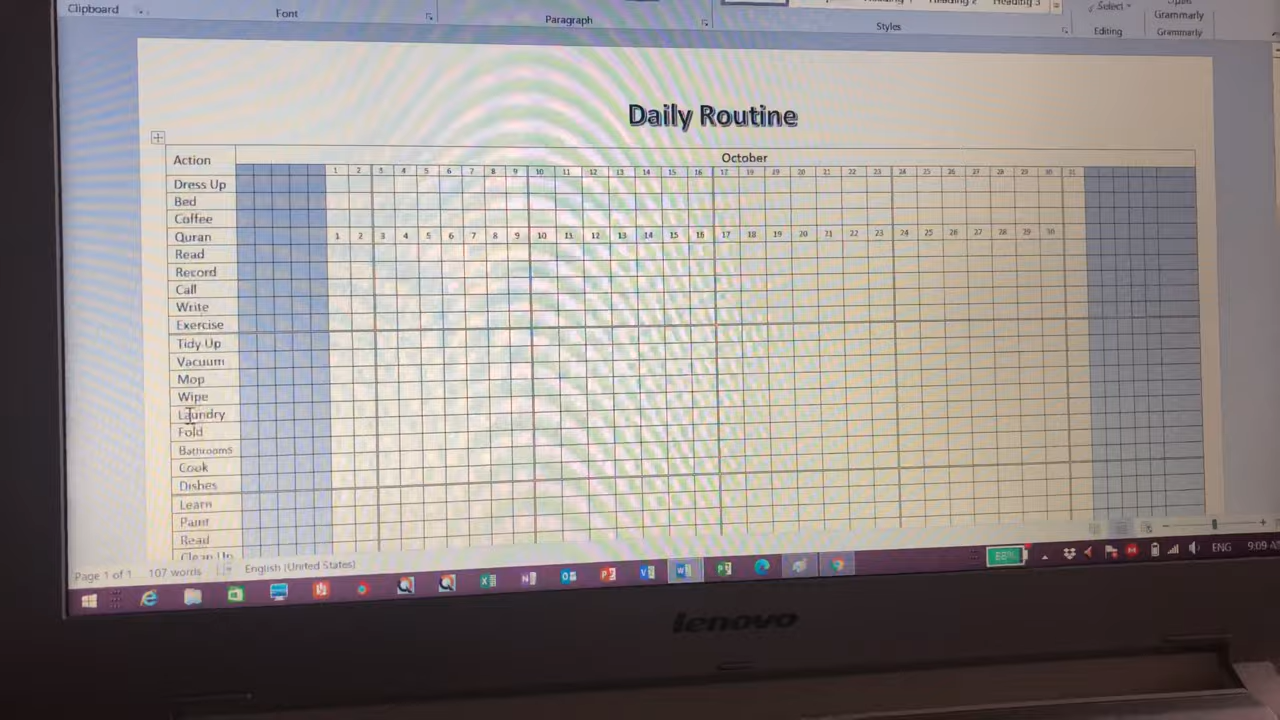 Clipboard
Font
Paragraph
Styles
Select
Editing
Grammarly
Grammarly
Daily Routine
Action October
1 2 3 4 5 6 7 8 9 10 11 12 13 14 15 16 17 18 19 20 21 22 23 24 25 26 27 28 29 30 31
Dress Up
Bed
Coffee
Quran 1 2 3 4 5 6 7 8 9 10 11 12 13 14 15 16 17 18 19 20 21 22 23 24 25 26 27 28 29 30
Read
Record
Call
Write
Exercise
Tidy Up
Vacuum
Mop
Wipe
Laundry
Fold
Bathrooms
Cook
Dishes
Learn
Paint
Read
Clean Up
Page 1 of 1 107 words English (United States)
ENG 9:09
lenovo